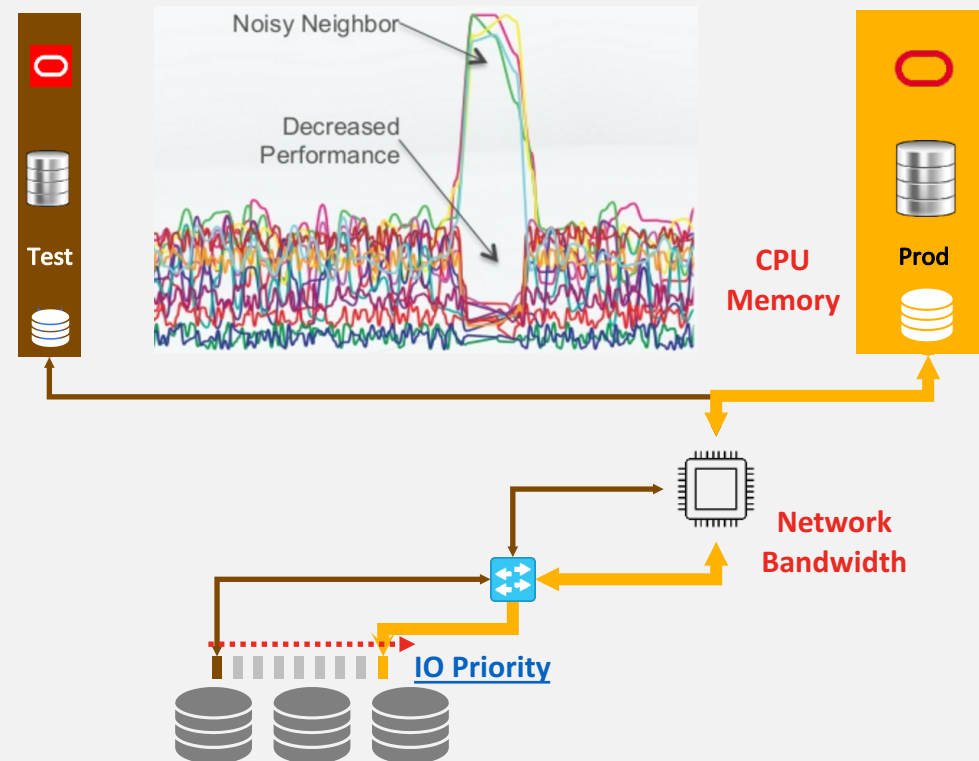 Noisy Neighbor
Decreased
Performance
Test
CPU
Memory
Prod
Network
Bandwidth
IO Priority